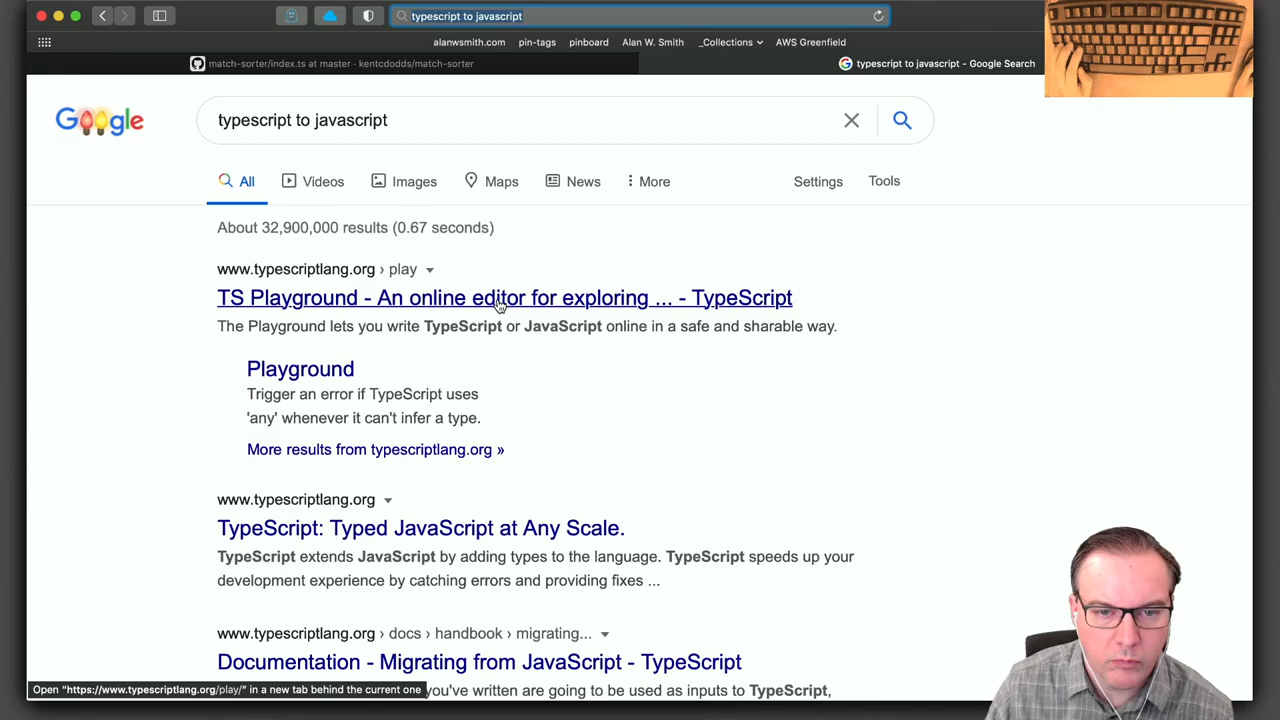 typescript to javascript
alanwsmith.com pin-tags pinboard Alan W. Smith _Collections AWS Greenfield
match-sorter/index.ts at master · kentcdodds/match-sorter
typescript to javascript - Google Search
Google
typescript to javascript
All Videos Images Maps News More Settings Tools
About 32,900,000 results (0.67 seconds)
www.typescriptlang.org › play
TS Playground - An online editor for exploring ... - TypeScript
The Playground lets you write TypeScript or JavaScript online in a safe and sharable way.
Playground
Trigger an error if TypeScript uses
'any' whenever it can't infer a type.
More results from typescriptlang.org »
www.typescriptlang.org
TypeScript: Typed JavaScript at Any Scale.
TypeScript extends JavaScript by adding types to the language. TypeScript speeds up your
development experience by catching errors and providing fixes ...
www.typescriptlang.org › docs › handbook › migrating...
Documentation - Migrating from JavaScript - TypeScript
you've written are going to be used as inputs to TypeScript,
Open "https://www.typescriptlang.org/play/" in a new tab behind the current one